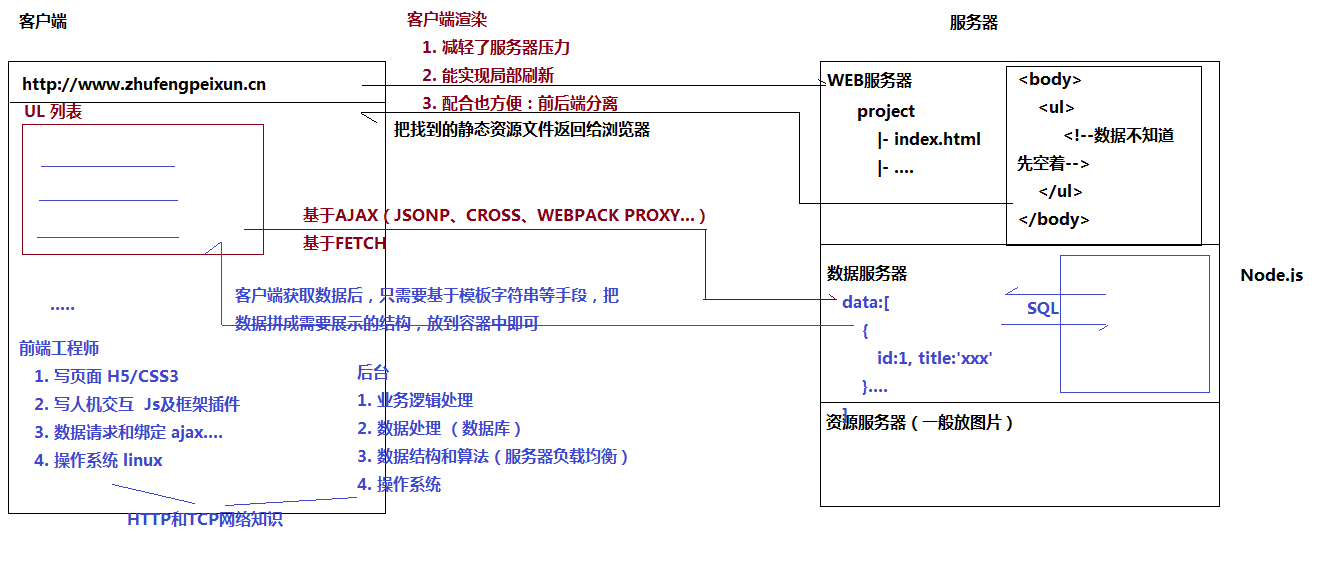 客户端
客户端渲染
1. 减轻了服务器压力
2. 能实现局部刷新
3. 配合也方便：前后端分离
服务器
http://www.zhufengpeixun.cn
UL 列表
把找到的静态资源文件返回给浏览器
WEB服务器
project
|- index.html
|- ....
<body>
<ul>
<!--数据不知道
先空着-->
</ul>
</body>
基于AJAX（JSONP、CROSS、WEBPACK PROXY...）
基于FETCH
客户端获取数据后，只需要基于模板字符串等手段，把
数据拼成需要展示的结构，放到容器中即可
.....
数据服务器
data:[
{
id:1, title:'xxx'
}....
]
SQL
Node.js
资源服务器（一般放图片）
前端工程师
1. 写页面 H5/CSS3
2. 写人机交互 Js及框架插件
3. 数据请求和绑定 ajax....
4. 操作系统 linux
后台
1. 业务逻辑处理
2. 数据处理 （数据库）
3. 数据结构和算法（服务器负载均衡）
4. 操作系统
HTTP和TCP网络知识